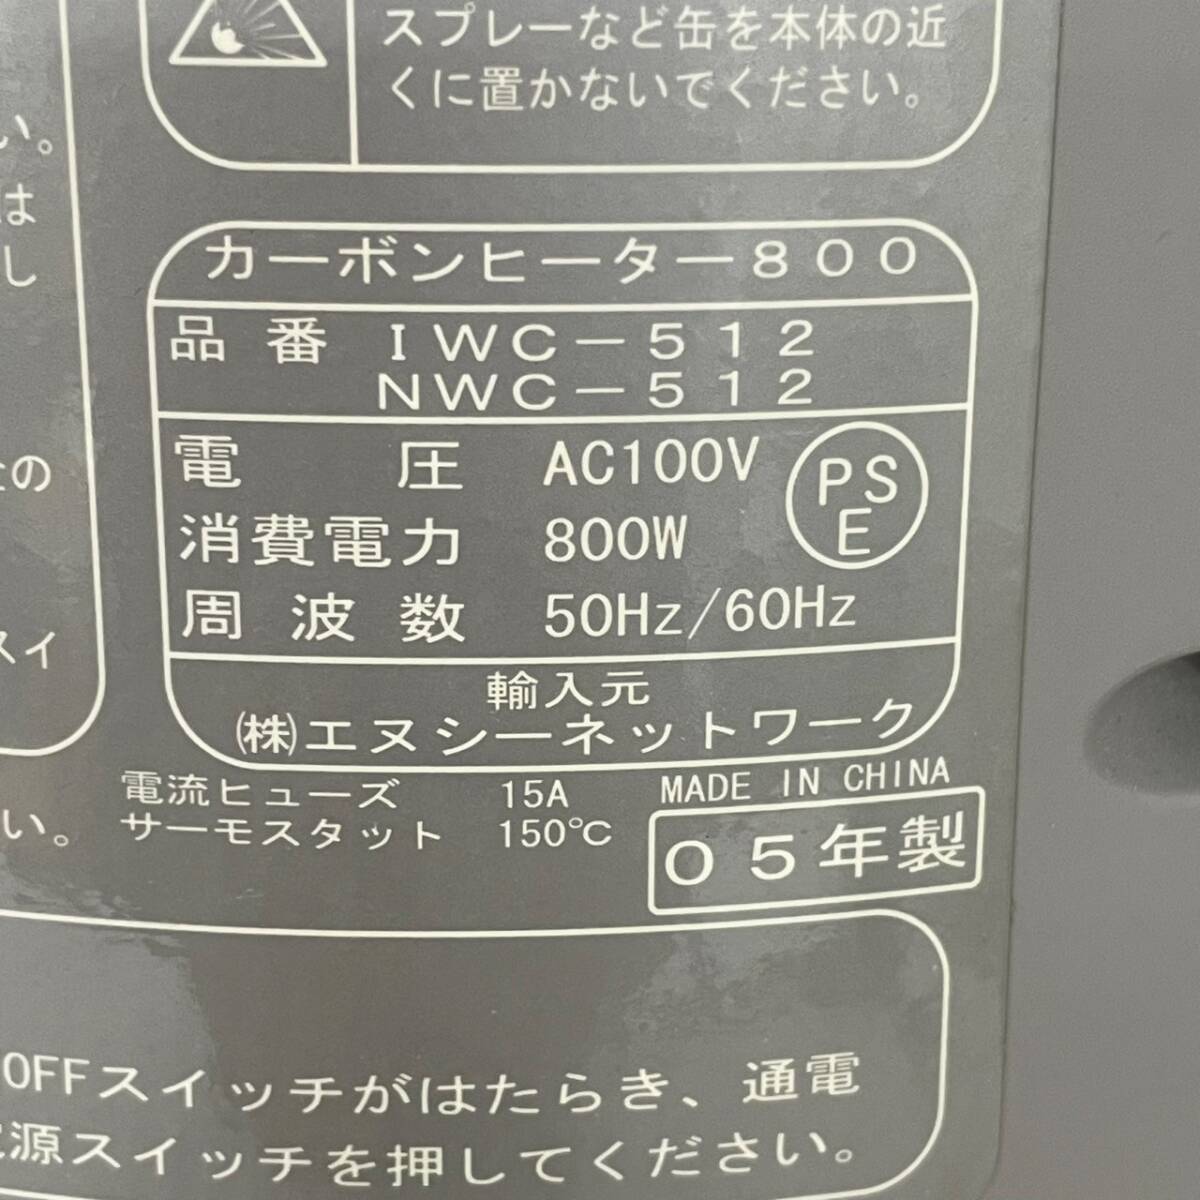 スプレーなど缶を本体の近
くに置かないでください。
い。
は
し
の
スイ
い。
カーボンヒーター800
品番 IWC-512
NWC-512
電圧 AC100V
消費電力 800W
周波数 50Hz/60Hz
PS
E
輸入元
(株)エヌシーネットワーク
電流ヒューズ 15A
サーモスタット 150℃
MADE IN CHINA
05年製
OFFスイッチがはたらき、通電
源スイッチを押してください。